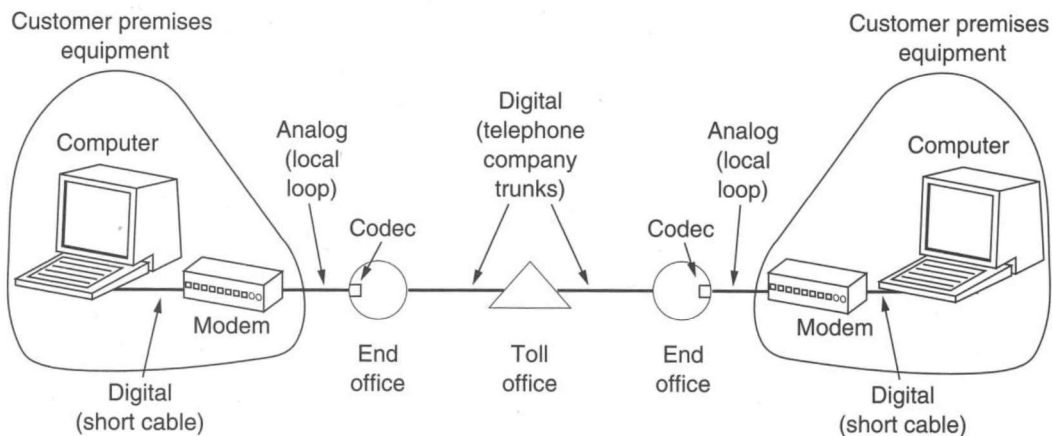 Customer premises
equipment
Computer
Modem
Digital
(short cable)
Analog
(local
loop)
Codec
End
office
Digital
(telephone
company
trunks)
Toll
office
Analog
(local
loop)
Codec
End
office
Customer premises
equipment
Computer
Modem
Digital
(short cable)